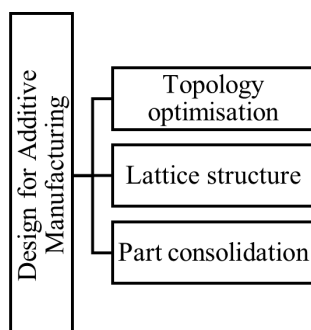 Design for Additive
Manufacturing
Topology
optimisation
Lattice structure
Part consolidation